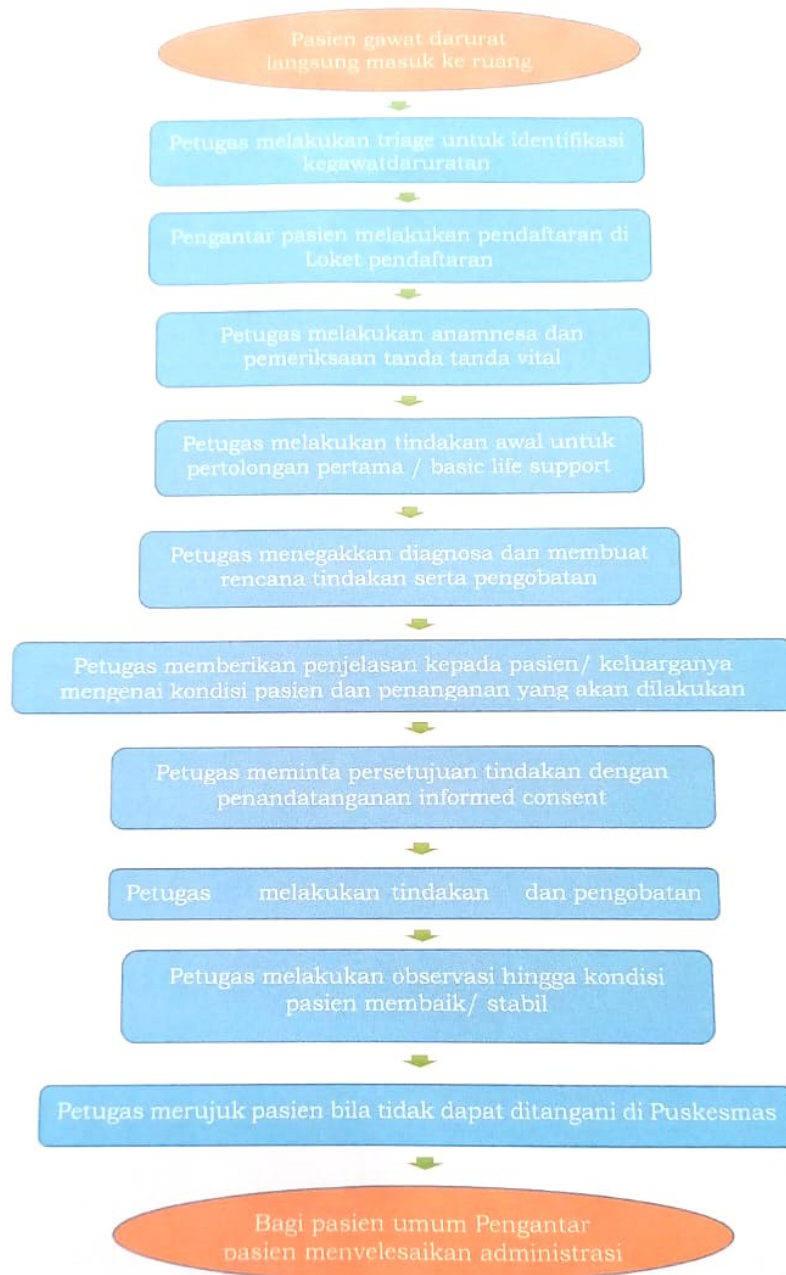 Pasien gawat darurat
langsung masuk ke ruang
Petugas melakukan triage untuk identifikasi
kegawatdaruratan
Pengantar pasien melakukan pendaftaran di
Loket pendaftaran
Petugas melakukan anamnesa dan
pemeriksaan tanda tanda vital
Petugas melakukan tindakan awal untuk
pertolongan pertama / basic life support
Petugas menegakkan diagnosa dan membuat
rencana tindakan serta pengobatan
Petugas memberikan penjelasan kepada pasien/ keluarganya
mengenai kondisi pasien dan penanganan yang akan dilakukan
Petugas meminta persetujuan tindakan dengan
penandatanganan informed consent
Petugas melakukan tindakan dan pengobatan
Petugas melakukan observasi hingga kondisi
pasien membaik/ stabil
Petugas merujuk pasien bila tidak dapat ditangani di Puskesmas
Bagi pasien umum Pengantar
pasien menyelesaikan administrasi